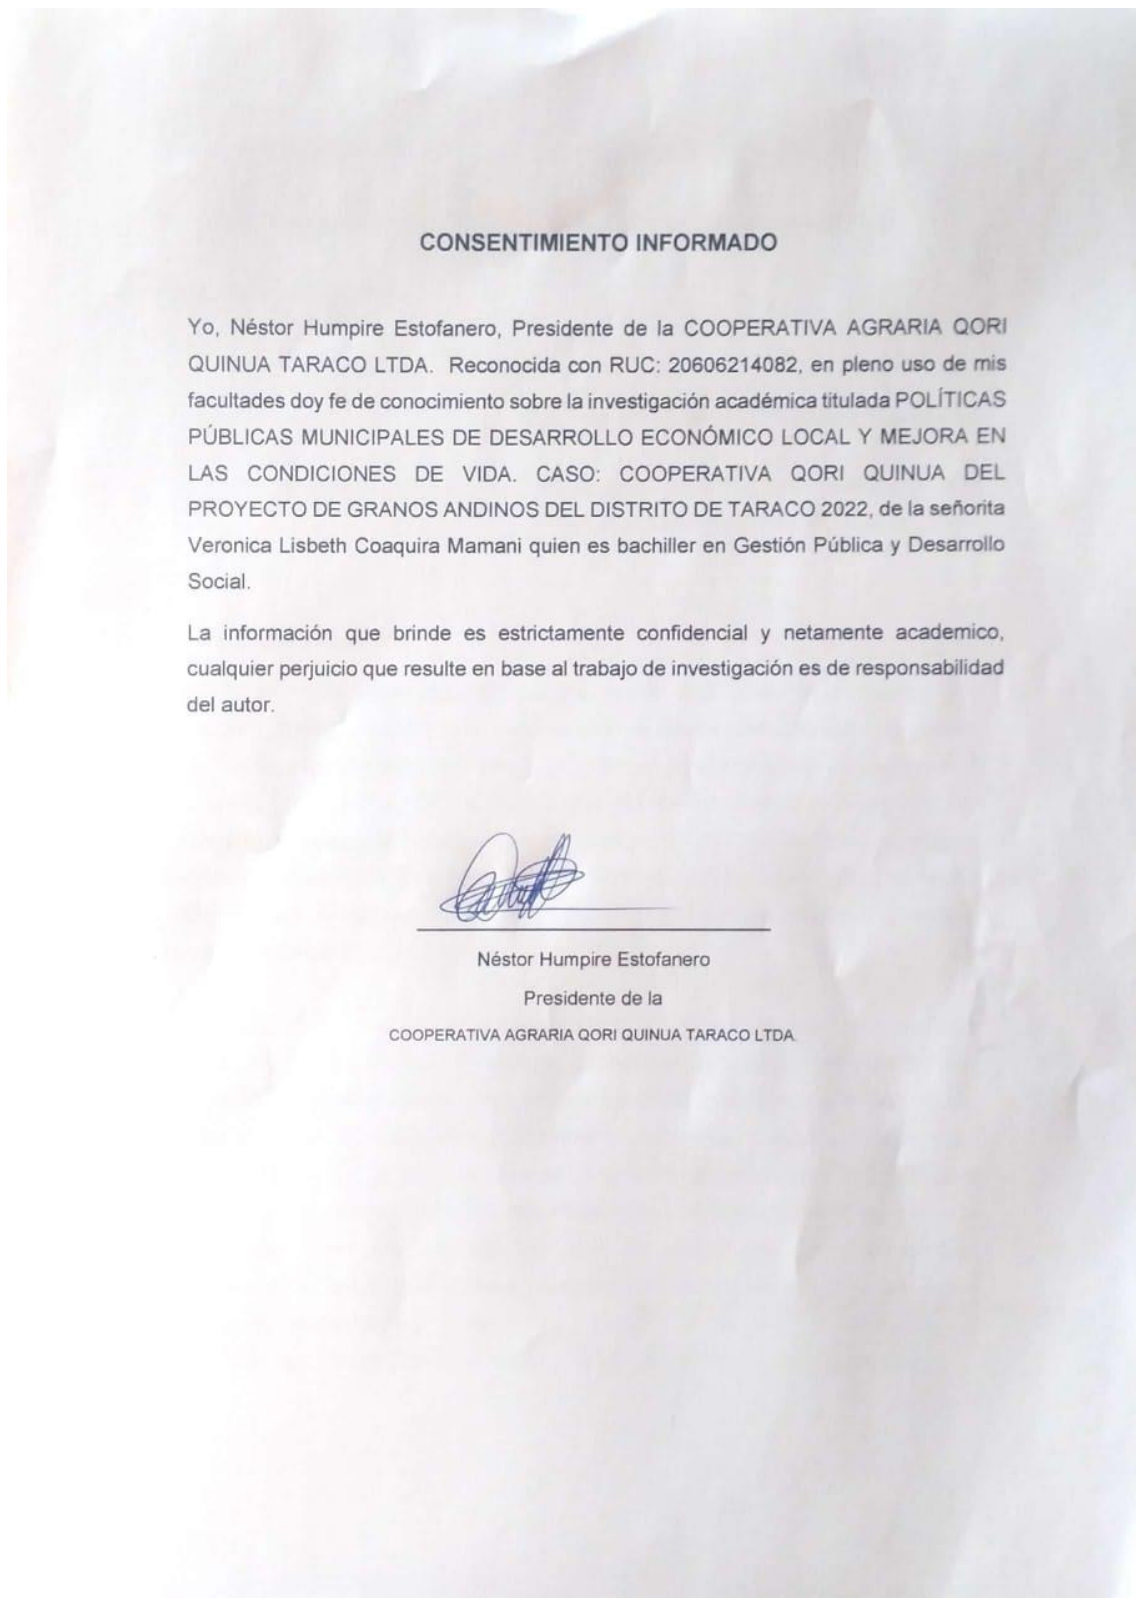 CONSENTIMIENTO INFORMADO
Yo, Néstor Humpire Estofanero, Presidente de la COOPERATIVA AGRARIA QORI
QUINUA TARACO LTDA. Reconocida con RUC: 20606214082, en pleno uso de mis
facultades doy fe de conocimiento sobre la investigación académica titulada POLÍTICAS
PÚBLICAS MUNICIPALES DE DESARROLLO ECONÓMICO LOCAL Y MEJORA EN
LAS CONDICIONES DE VIDA. CASO: COOPERATIVA QORI QUINUA DEL
PROYECTO DE GRANOS ANDINOS DEL DISTRITO DE TARACO 2022, de la señorita
Veronica Lisbeth Coaquira Mamani quien es bachiller en Gestión Pública y Desarrollo
Social.
La información que brinde es estrictamente confidencial y netamente academico,
cualquier perjuicio que resulte en base al trabajo de investigación es de responsabilidad
del autor.
Néstor Humpire Estofanero
Presidente de la
COOPERATIVA AGRARIA QORI QUINUA TARACO LTDA.